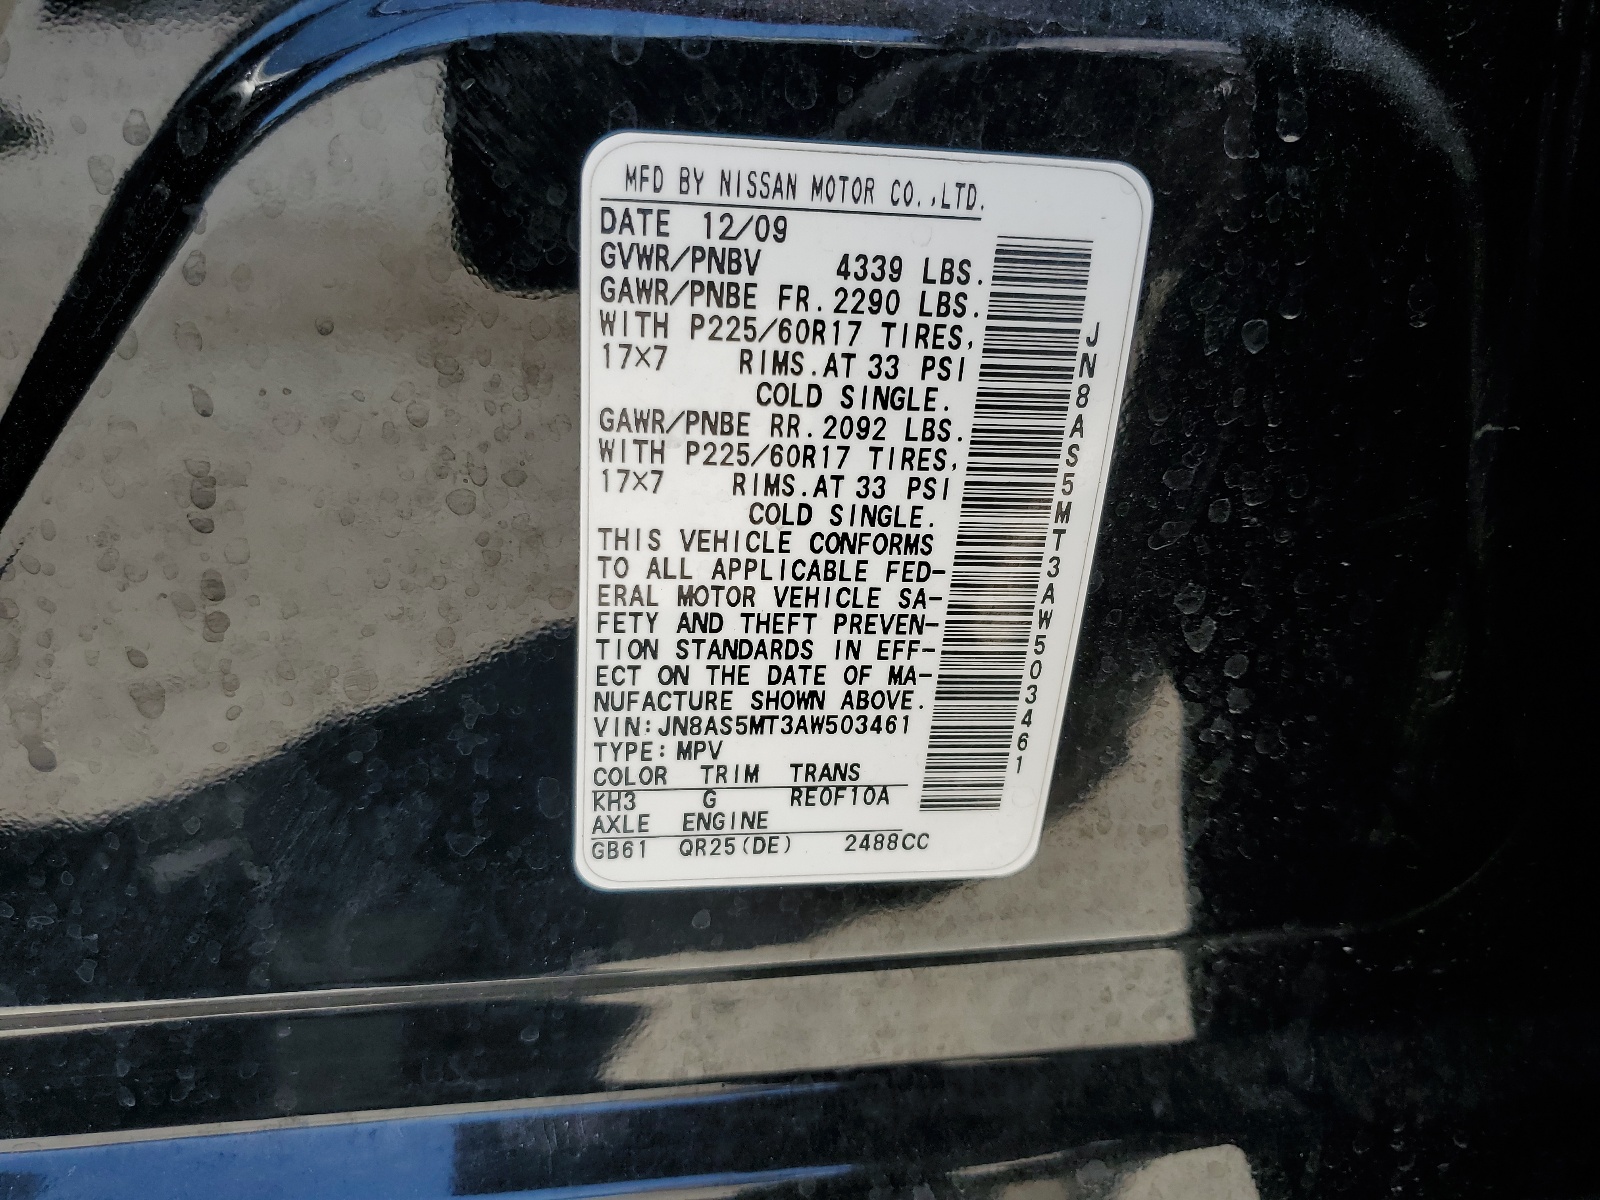 MFD BY NISSAN MOTOR CO.,LTD.
DATE 12/09
GVWR/PNBV 4339 LBS.
GAWR/PNBE FR.2290 LBS.
WITH P225/60R17 TIRES,
17×7 RIMS.AT 33 PSI
COLD SINGLE.
GAWR/PNBE RR.2092 LBS.
WITH P225/60R17 TIRES,
17×7 RIMS.AT 33 PSI
COLD SINGLE.
THIS VEHICLE CONFORMS
TO ALL APPLICABLE FED-
ERAL MOTOR VEHICLE SA-
FETY AND THEFT PREVEN-
TION STANDARDS IN EFF-
ECT ON THE DATE OF MA-
NUFACTURE SHOWN ABOVE.
VIN:JN8AS5MT3AW503461
TYPE:MPV
COLOR TRIM TRANS
KH3 G RE0F10A
AXLE ENGINE
GB61 QR25(DE) 2488CC
JN8AS5MT3AW503461